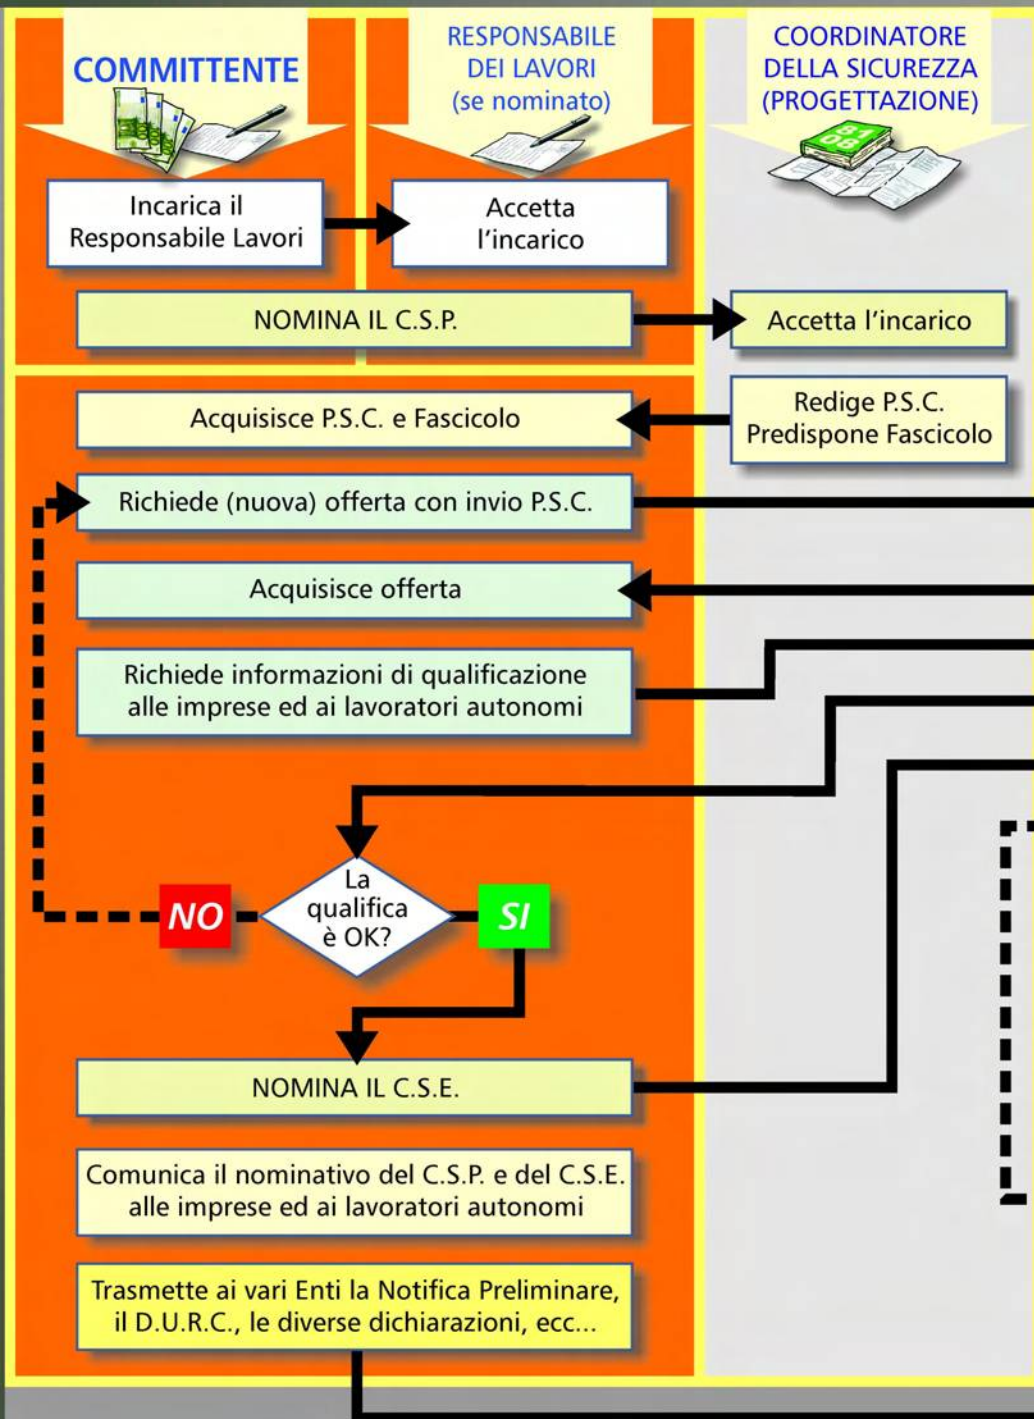 COMMITTENTE
RESPONSABILE
DEI LAVORI
(se nominato)
COORDINATORE
DELLA SICUREZZA
(PROGETTAZIONE)
81
08
Incarica il
Responsabile Lavori
Accetta
l'incarico
NOMINA IL C.S.P.
Accetta l'incarico
Acquisisce P.S.C. e Fascicolo
Redige P.S.C.
Predispone Fascicolo
Richiede (nuova) offerta con invio P.S.C.
Acquisisce offerta
Richiede informazioni di qualificazione
alle imprese ed ai lavoratori autonomi
La
qualifica
è OK?
NO
SI
NOMINA IL C.S.E.
Comunica il nominativo del C.S.P. e del C.S.E.
alle imprese ed ai lavoratori autonomi
Trasmette ai vari Enti la Notifica Preliminare,
il D.U.R.C., le diverse dichiarazioni, ecc...